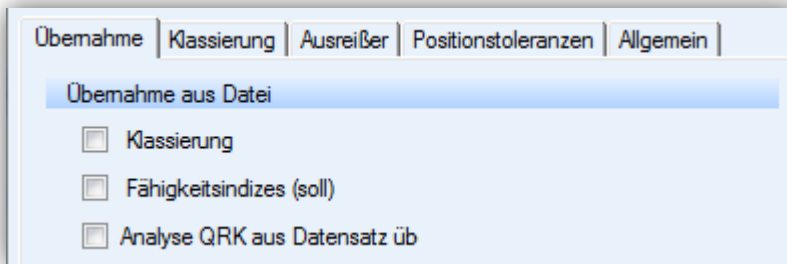 Übernahme Klassierung Ausreißer Positionstoleranzen Allgemein
Übernahme aus Datei
Klassierung
Fähigkeitsindizes (soll)
Analyse QRK aus Datensatz üb